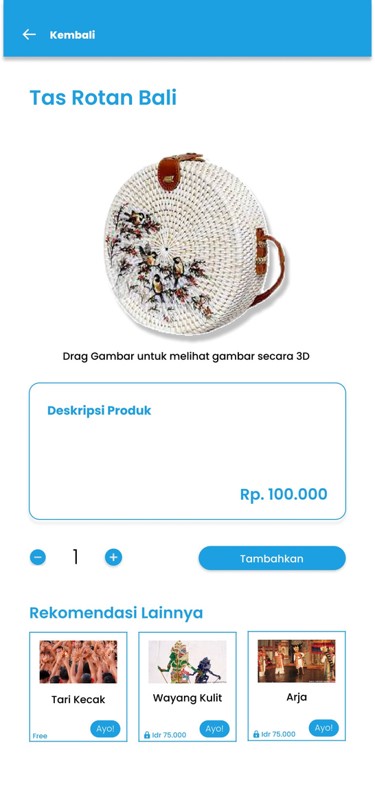 Kembali
Tas Rotan Bali
Drag Gambar untuk melihat gambar secara 3D
Deskripsi Produk
Rp. 100.000
1
Tambahkan
Rekomendasi Lainnya
Tari Kecak
Free
Ayo!
Wayang Kulit
Idr 75.000
Ayo!
Arja
Idr 75.000
Ayo!